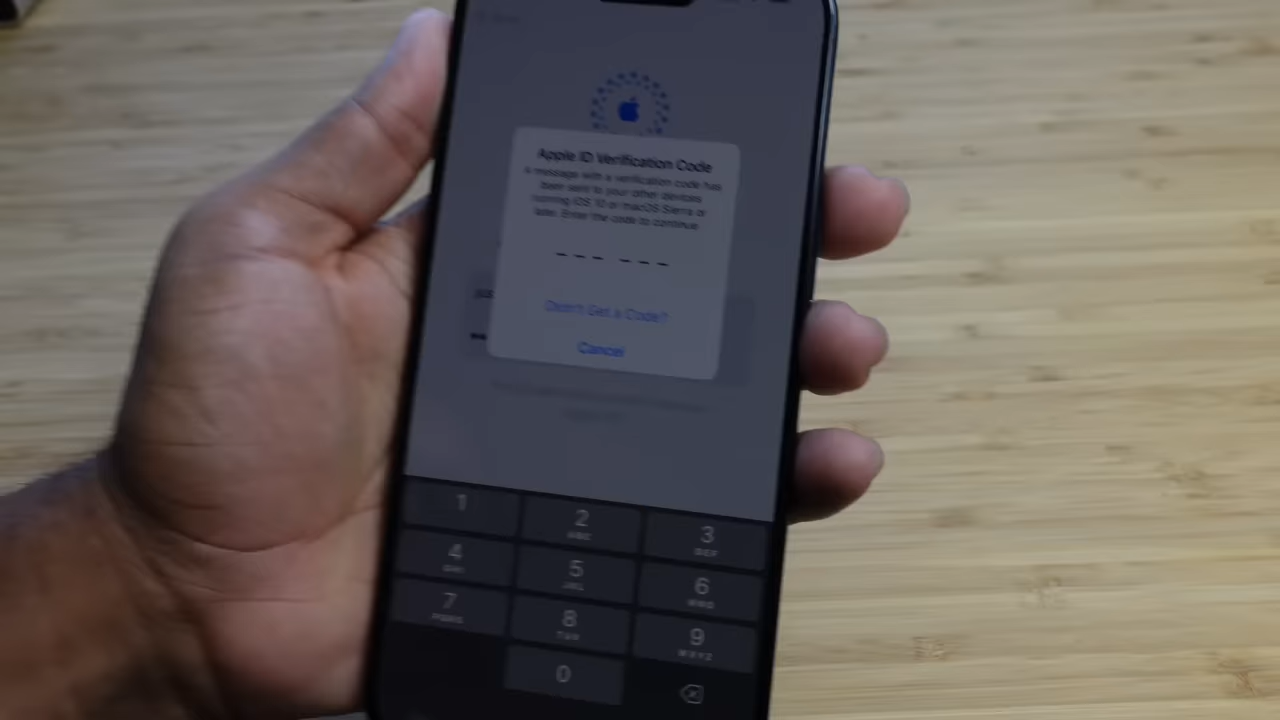 Apple ID Verification Code
A message with a verification code has
been sent to your other devices
running iOS 10 or macOS Sierra or
later. Enter the code to continue
Didn't Get a Code?
Cancel
1
2 ABC
3 DEF
4 GHI
5 JKL
6 MNO
7 PQRS
8 TUV
9 WXYZ
0